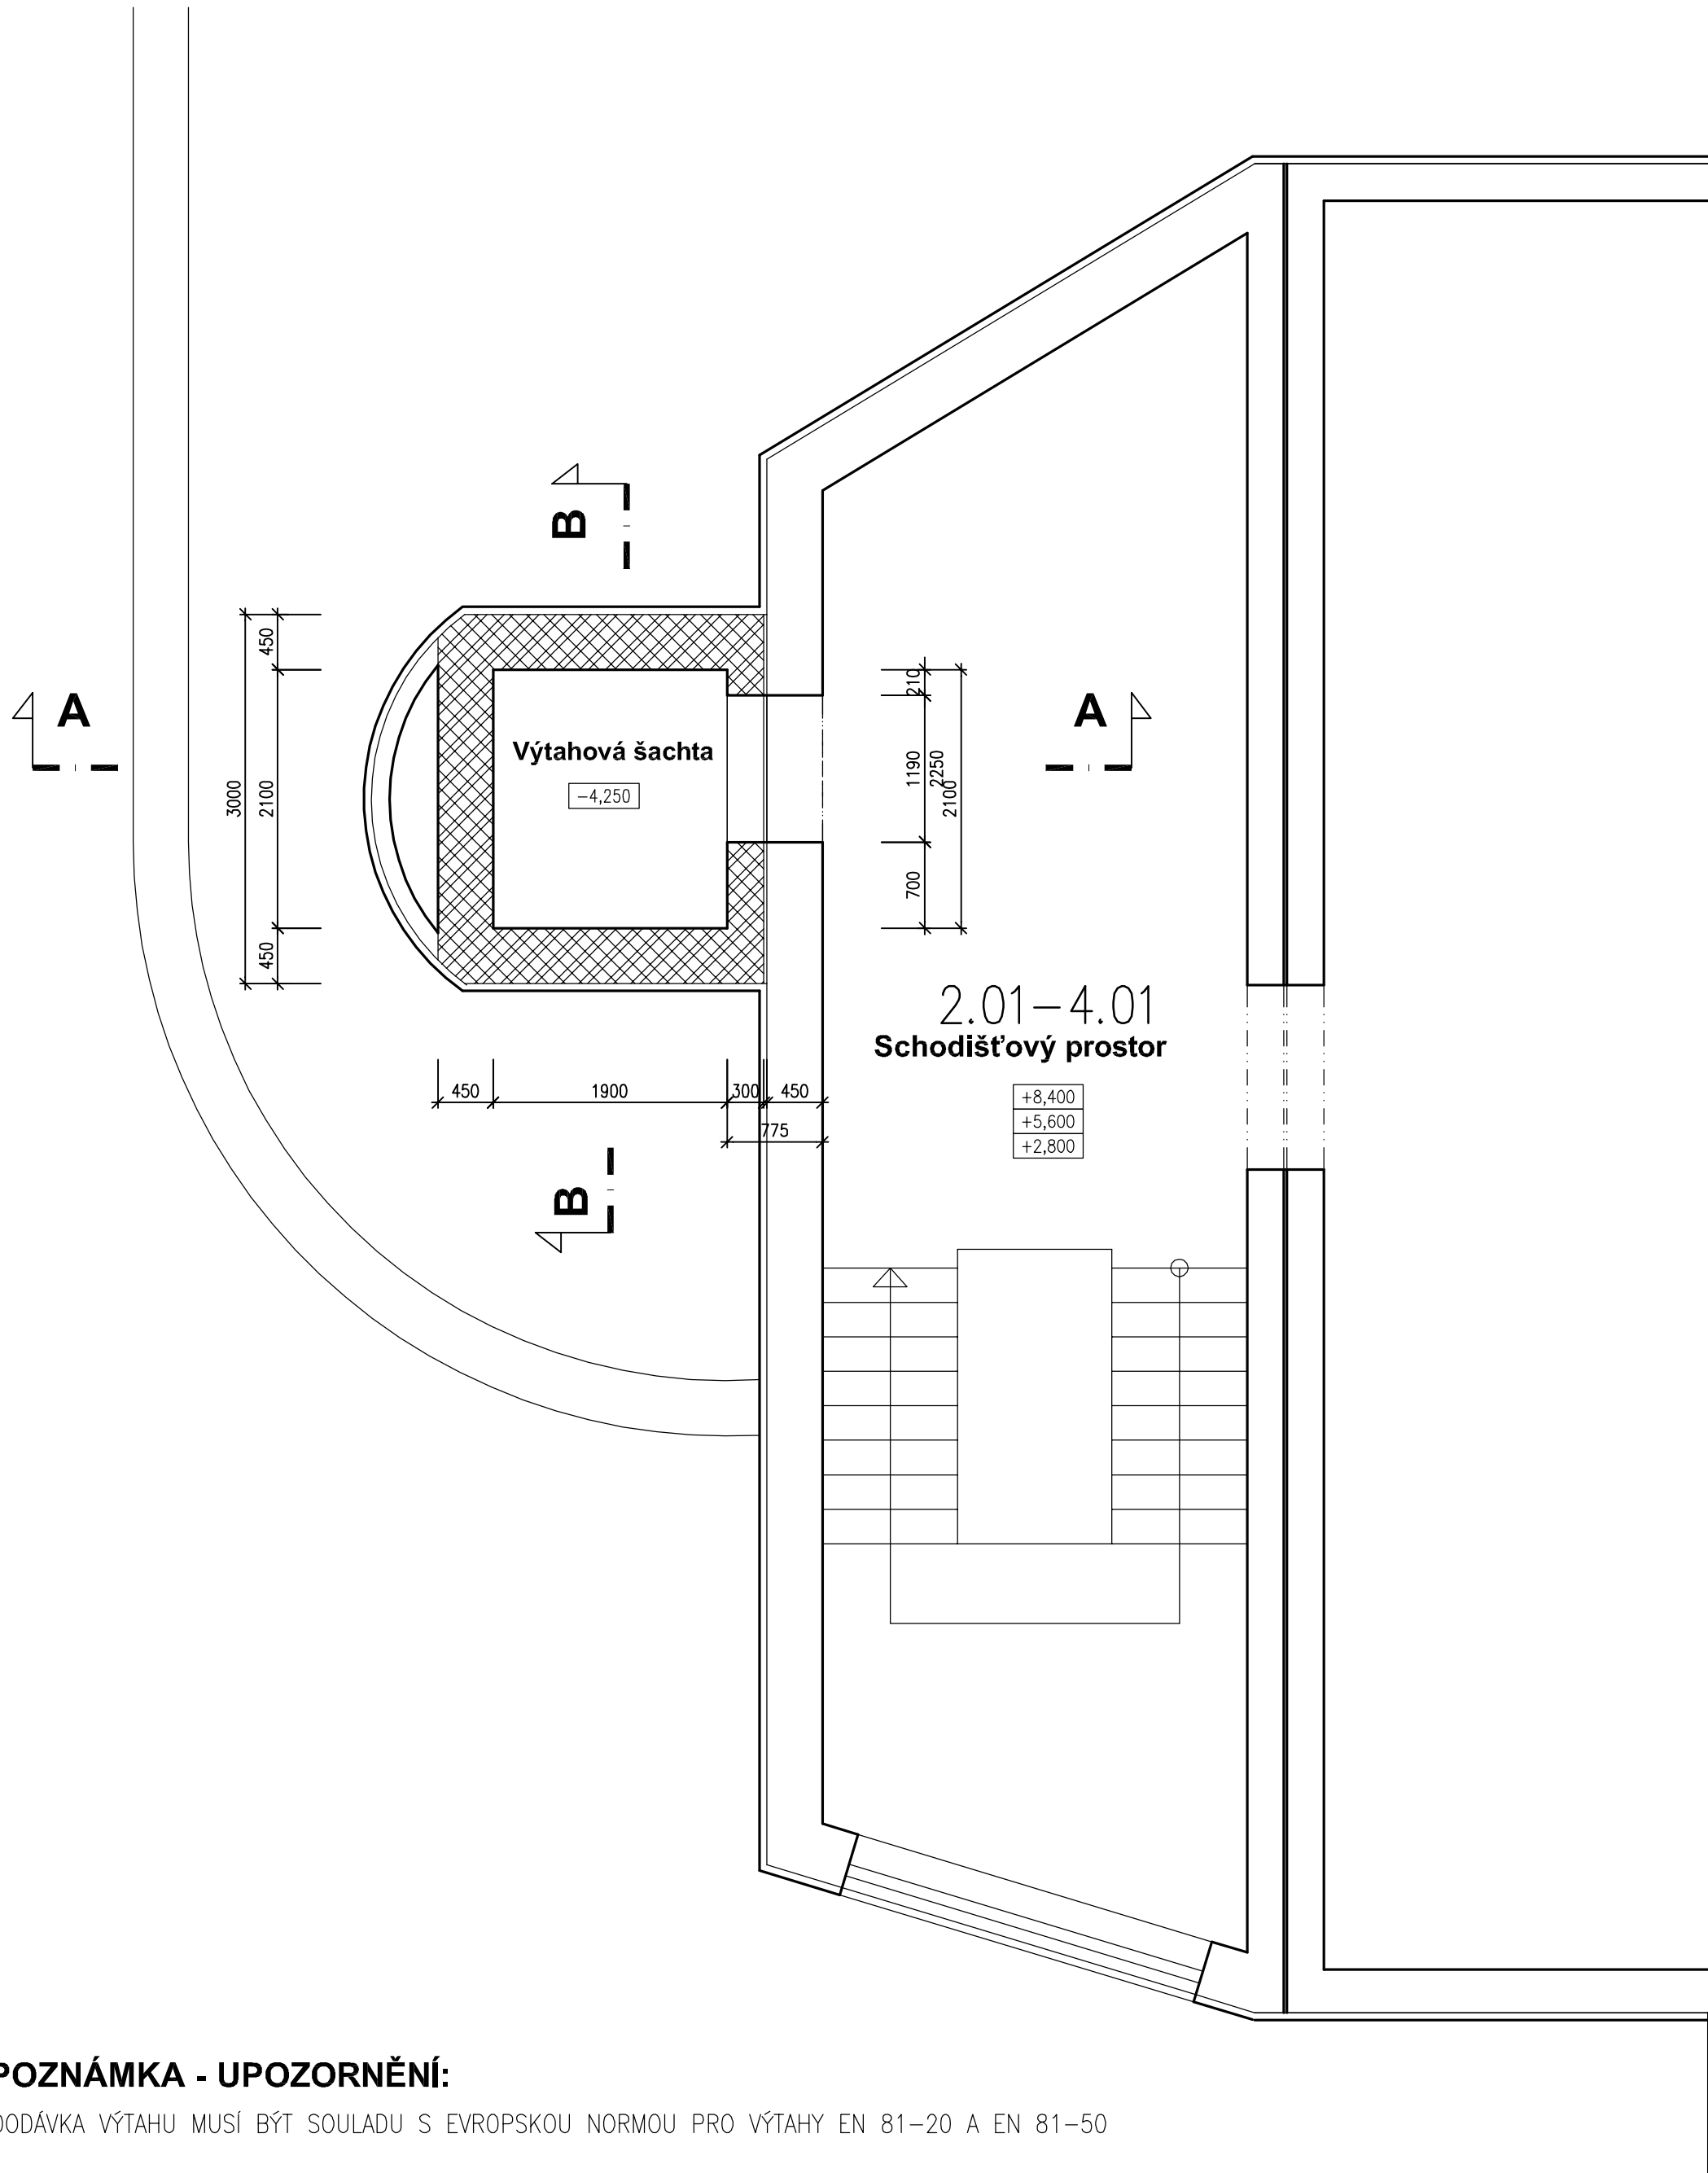 B
A
A
450
3000
2100
450
Výtahová šachta
−4,250
210
1190
2250
2100
700
2.01−4.01
Schodišťový prostor
+8,400
+5,600
+2,800
450
1900
300
450
775
B
POZNÁMKA - UPOZORNĚNÍ:
DODÁVKA VÝTAHU MUSÍ BÝT SOULADU S EVROPSKOU NORMOU PRO VÝTAHY EN 81−20 A EN 81−50